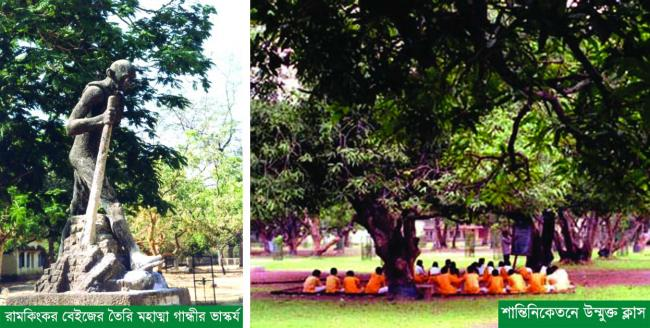 রামকিংকর বেইজের তৈরি মহাত্মা গান্ধীর ভাস্কর্য
শান্তিনিকেতনে উন্মুক্ত ক্লাস